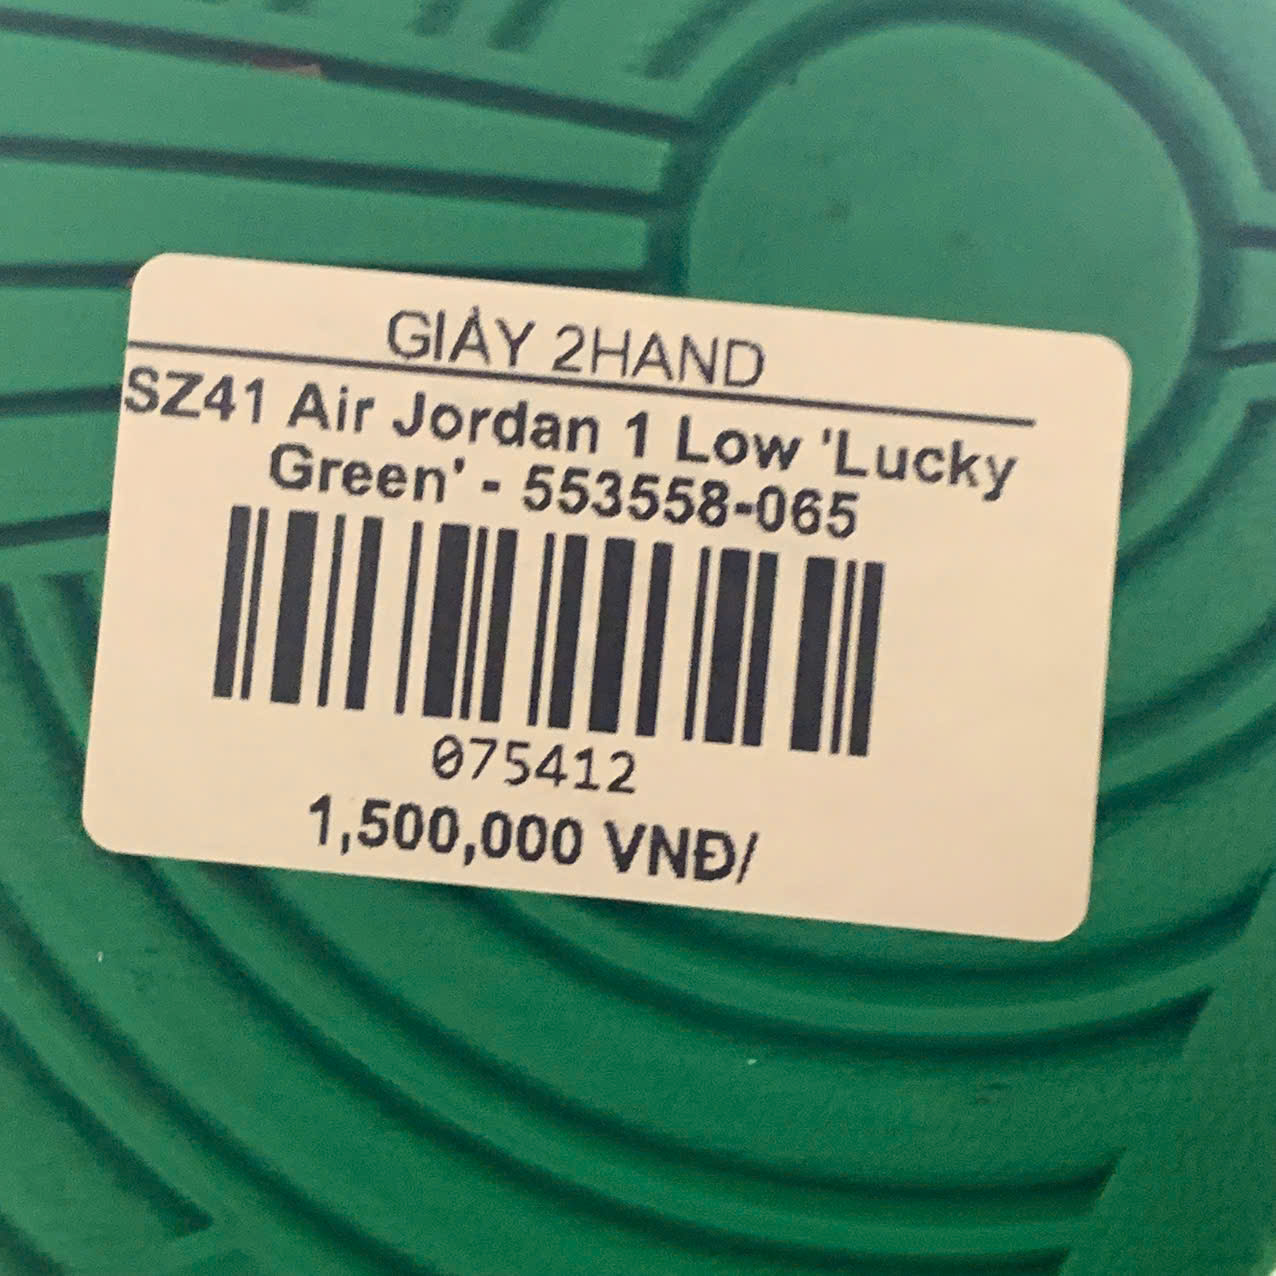 GIÀY 2HAND
SZ41 Air Jordan 1 Low 'Lucky
Green' - 553558-065
075412
1,500,000 VNĐ/